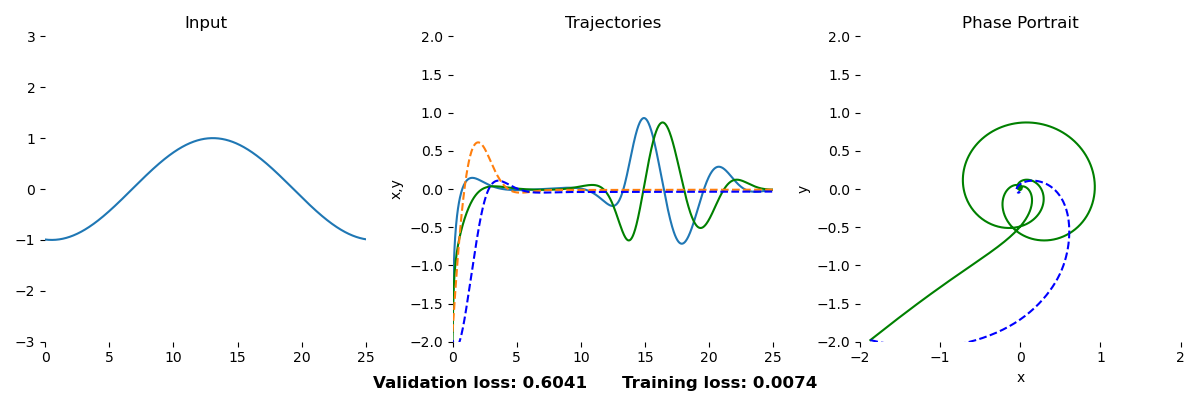 Input
3
2
1
0
−1
−2
−3
0 5 10 15 20 25
Trajectories
x,y
2.0
1.5
1.0
0.5
0.0
−0.5
−1.0
−1.5
−2.0
0 5 10 15 20 25
Phase Portrait
y
2.0
1.5
1.0
0.5
0.0
−0.5
−1.0
−1.5
−2.0
−2 −1 0 1 2
x
Validation loss: 0.6041 Training loss: 0.0074